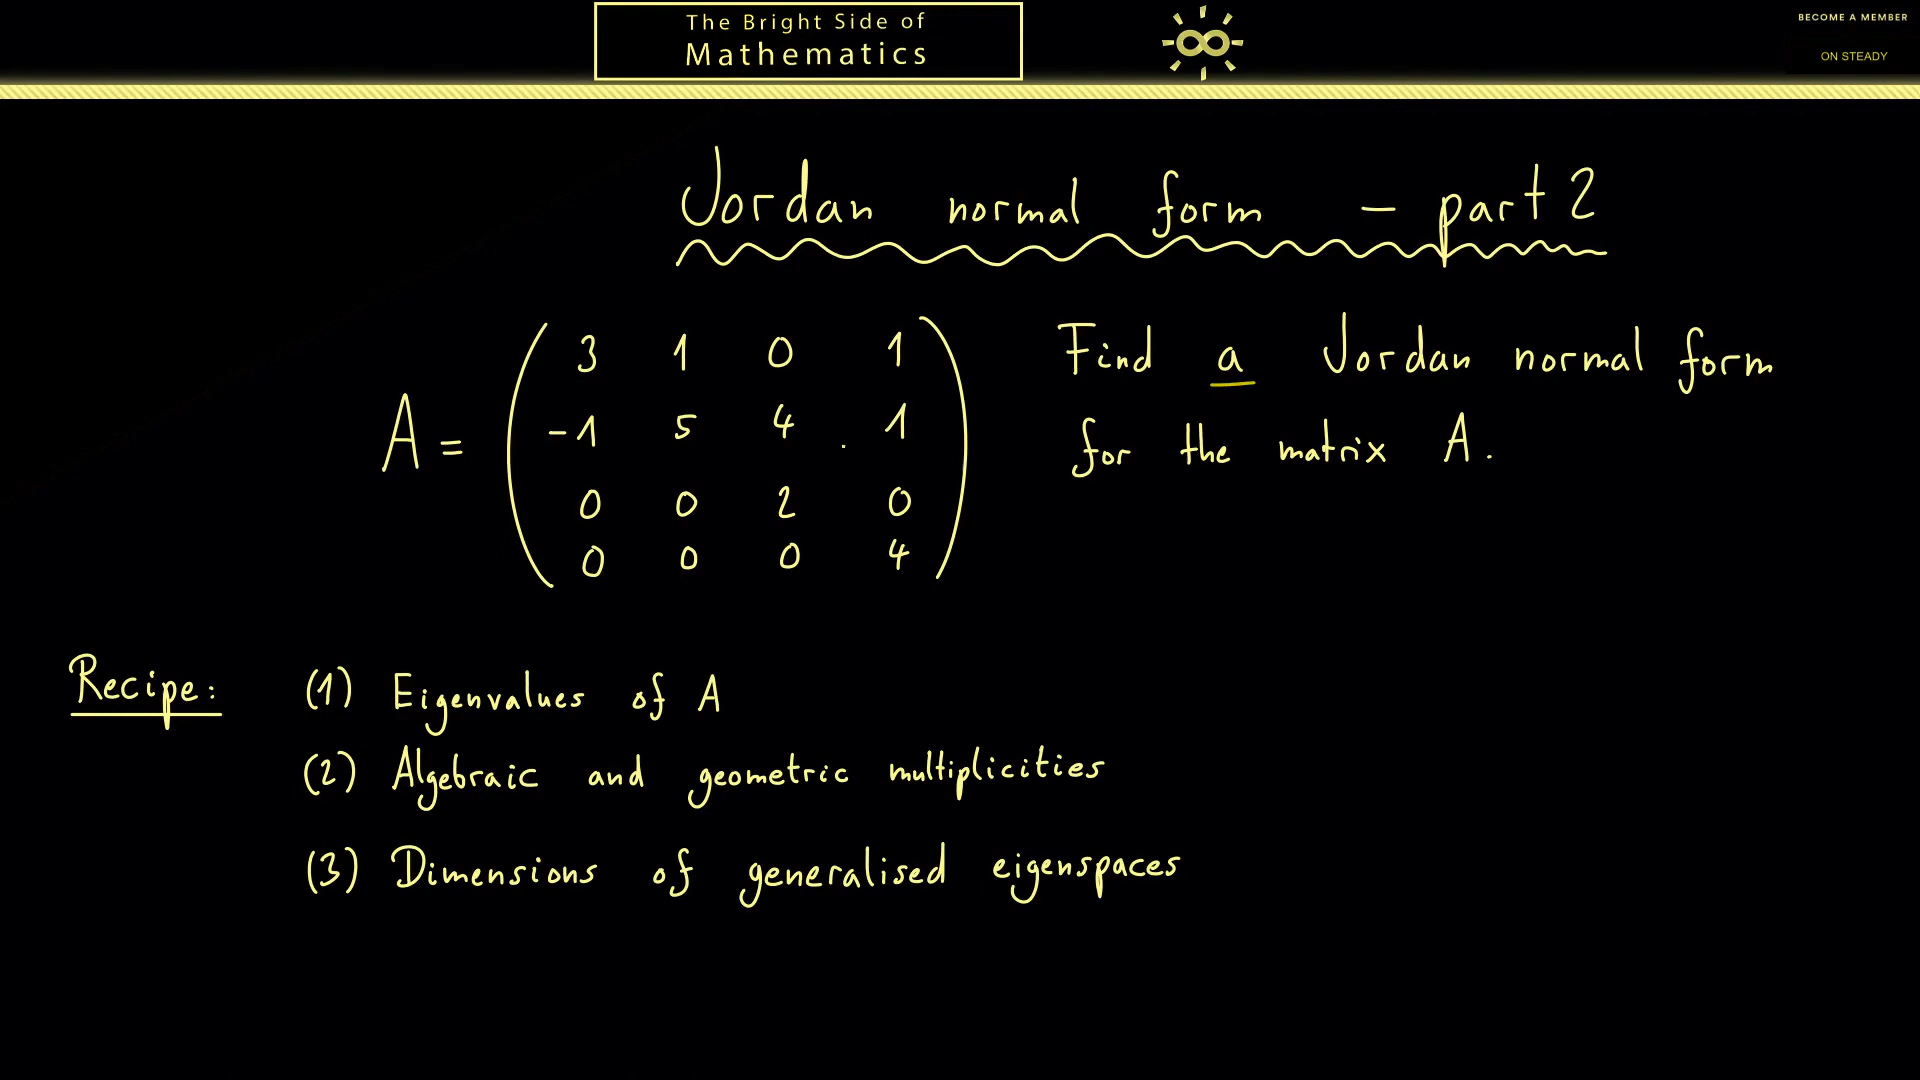 The Bright Side of
Mathematics
BECOME A MEMBER
ON STEADY
Jordan normal form – part 2
A = ( 3 1 0 1
-1 5 4 . 1
0 0 2 0
0 0 0 4 )
Find a Jordan normal form
for the matrix A.
Recipe: (1) Eigenvalues of A
(2) Algebraic and geometric multiplicities
(3) Dimensions of generalised eigenspaces